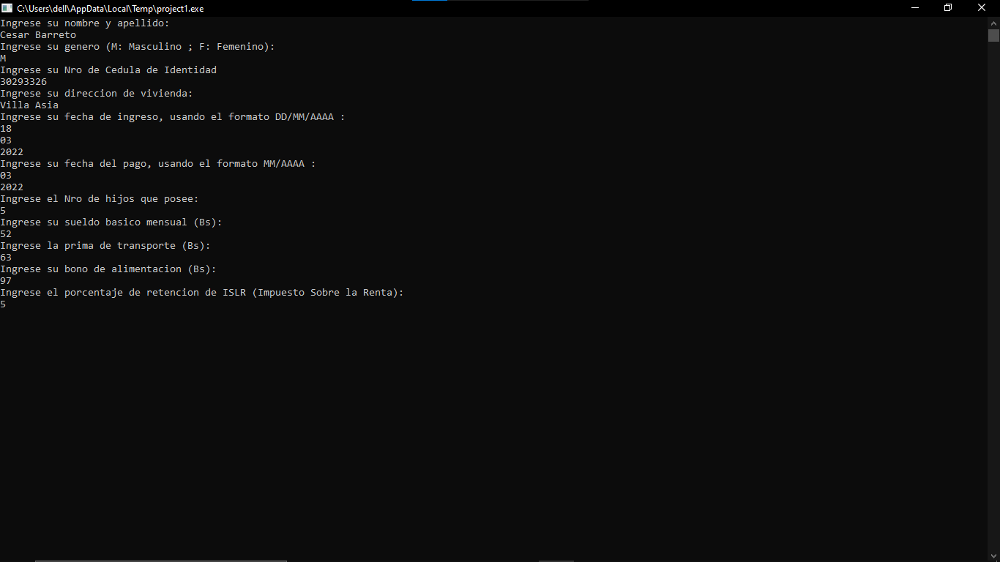 C:\Users\dell\AppData\Local\Temp\project1.exe
Ingrese su nombre y apellido:
Cesar Barreto
Ingrese su genero (M: Masculino ; F: Femenino):
M
Ingrese su Nro de Cedula de Identidad
30293326
Ingrese su direccion de vivienda:
Villa Asia
Ingrese su fecha de ingreso, usando el formato DD/MM/AAAA :
18
03
2022
Ingrese su fecha del pago, usando el formato MM/AAAA :
03
2022
Ingrese el Nro de hijos que posee:
5
Ingrese su sueldo basico mensual (Bs):
52
Ingrese la prima de transporte (Bs):
63
Ingrese su bono de alimentacion (Bs):
97
Ingrese el porcentaje de retencion de ISLR (Impuesto Sobre la Renta):
5